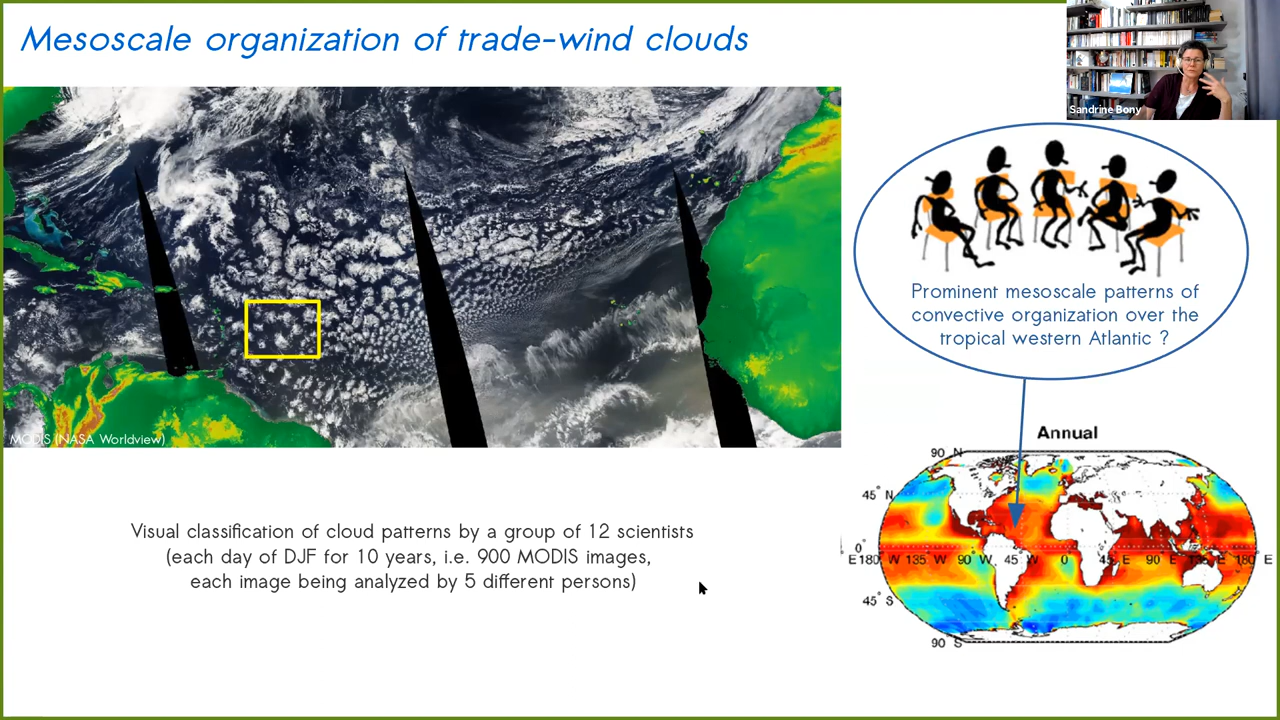 Mesoscale organization of trade-wind clouds
Sandrine Bony
Prominent mesoscale patterns of
convective organization over the
tropical western Atlantic ?
MODIS (NASA Worldview)
Annual
90 N
45° N
0°
E 180 W 135 W 90° W 45 W 0 45 E 90 E 135 E 180 E
45° S
90 S
Visual classification of cloud patterns by a group of 12 scientists
(each day of DJF for 10 years, i.e. 900 MODIS images,
each image being analyzed by 5 different persons)